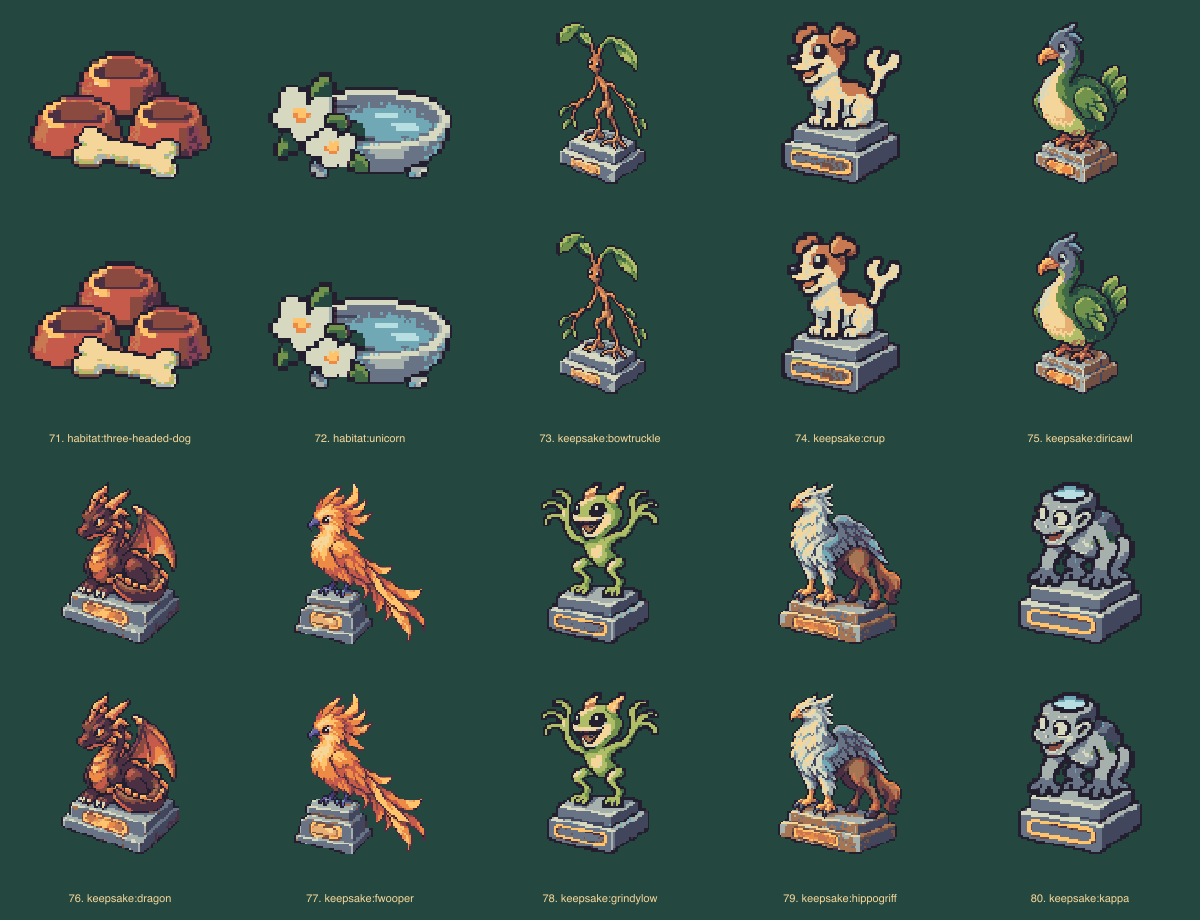 71. habitat:three-headed-dog
72. habitat:unicorn
73. keepsake:bowtruckle
74. keepsake:crup
75. keepsake:diricawl
76. keepsake:dragon
77. keepsake:fwooper
78. keepsake:grindylow
79. keepsake:hippogriff
80. keepsake:kappa